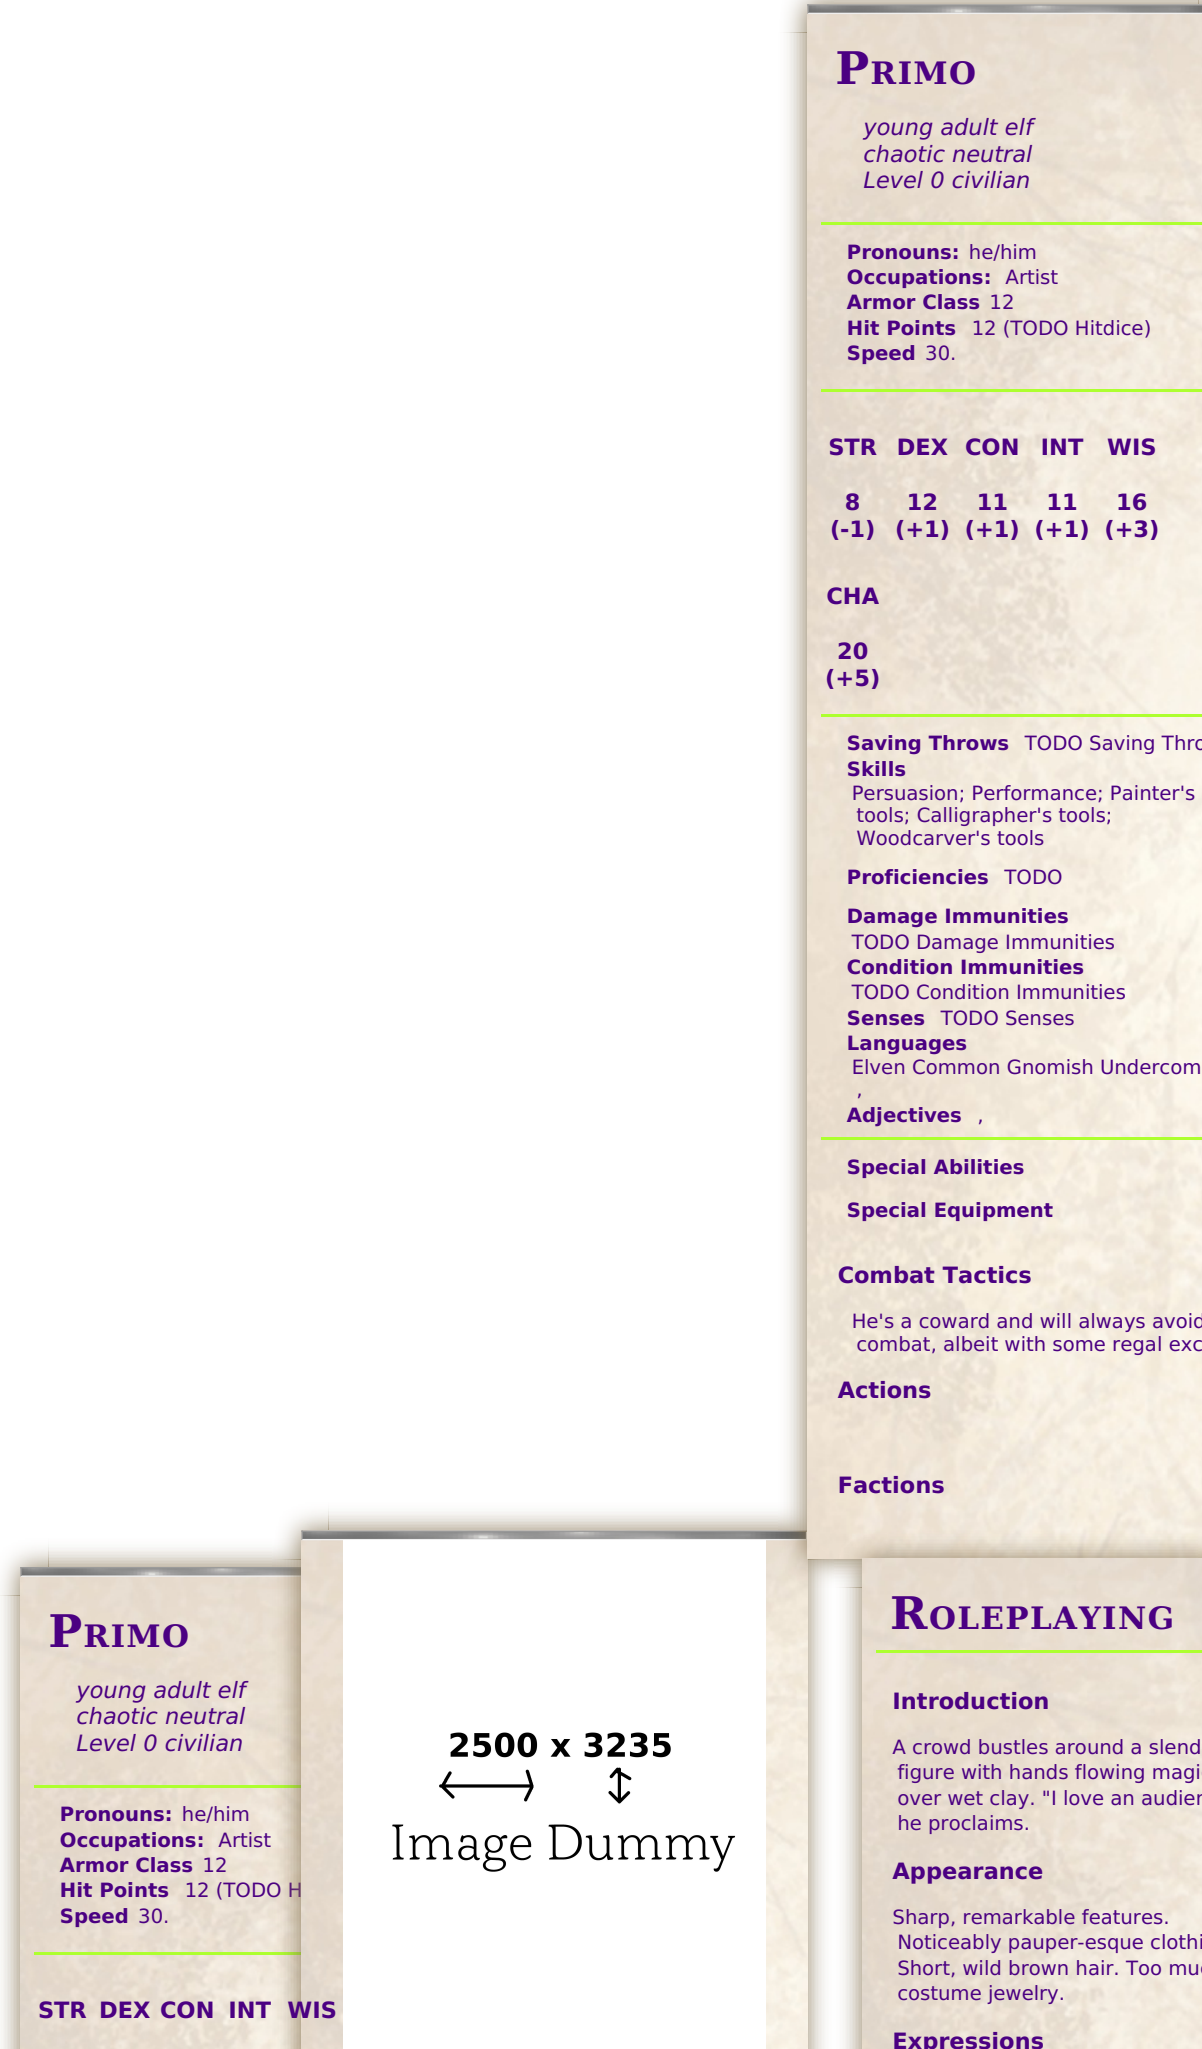 PRIMO
young adult elf
chaotic neutral
Level 0 civilian
Pronouns: he/him
Occupations: Artist
Armor Class 12
Hit Points 12 (TODO Hitdice)
Speed 30.
STR DEX CON INT WIS
8 12 11 11 16
(-1) (+1) (+1) (+1) (+3)
CHA
20
(+5)
Saving Throws TODO Saving
Skills
Persuasion; Performance; Painter's
tools; Calligrapher's tools;
Woodcarver's tools
Proficiencies TODO
Damage Immunities
TODO Damage Immunities
Condition Immunities
TODO Condition Immunities
Senses TODO Senses
Languages
Elven Common Gnomish
,
Adjectives ,
Special Abilities
Special Equipment
Combat Tactics
He's a coward and will always avoid
combat, albeit with some regal
Actions
Factions
PRIMO
young adult elf
chaotic neutral
Level 0 civilian
Pronouns: he/him
Occupations: Artist
Armor Class 12
Hit Points 12 (TODO
Speed 30.
STR DEX CON INT WIS
2500 x 3235
Image Dummy
ROLEPLAYING
Introduction
A crowd bustles around a
figure with hands flowing
over wet clay. "I love an
he proclaims.
Appearance
Sharp, remarkable features.
Noticeably pauper-esque
Short, wild brown hair. Too
costume jewelry.
Expressions